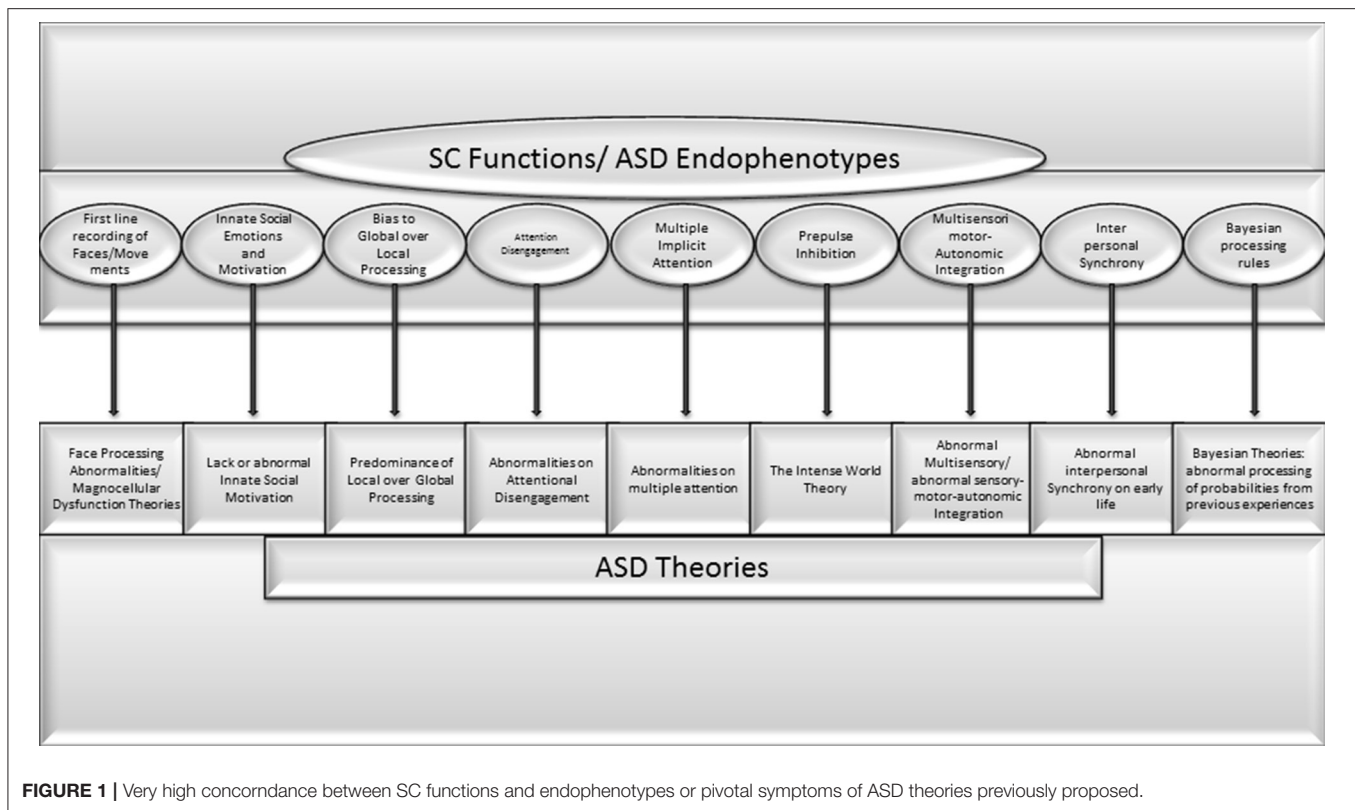 SC Functions/ ASD Endophenotypes
First line
recording of
Faces/Move
ments
Innate Social
Emotions
and
Motivation
Bias to
Global over
Local
Processing
Attention
Disengagement
Multiple
Implicit
Attention
Prepulse
Inhibition
Multisensori
motor-
Autonomic
Integration
Inter
personal
Synchrony
Bayesian
processing
rules
Face Processing
Abnormalities/
Magnocellular
Dysfunction Theories
Lack or abnormal
Innate Social
Motivation
Predominance of
Local over Global
Processing
Abnormalities on
Attentional
Disengagement
Abnormalities on
multiple attention
The Intense World
Theory
Abnormal
Multisensory/
abnormal sensory-
motor-autonomic
Integration
Abnormal
interpersonal
Synchrony on early
life
Bayesian Theories:
abnormal processing
of probabilities from
previous experiences
ASD Theories
FIGURE 1 | Very high concorndance between SC functions and endophenotypes or pivotal symptoms of ASD theories previously proposed.